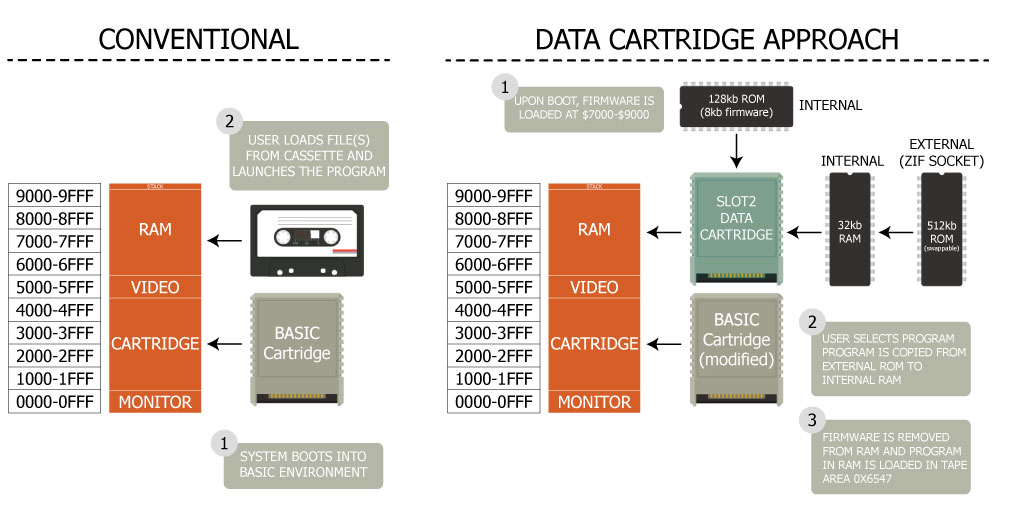 CONVENTIONAL
2
USER LOADS FILE(S)
FROM CASSETTE AND
LAUNCHES THE PROGRAM
9000-9FFF
8000-8FFF
7000-7FFF
6000-6FFF
5000-5FFF
4000-4FFF
3000-3FFF
2000-2FFF
1000-1FFF
0000-0FFF
STACK
RAM
VIDEO
CARTRIDGE
MONITOR
BASIC
Cartridge
1
SYSTEM BOOTS INTO
BASIC ENVIRONMENT
DATA CARTRIDGE APPROACH
1
UPON BOOT, FIRMWARE IS
LOADED AT $7000-$9000
128kb ROM
(8kb firmware)
INTERNAL
9000-9FFF
8000-8FFF
7000-7FFF
6000-6FFF
5000-5FFF
4000-4FFF
3000-3FFF
2000-2FFF
1000-1FFF
0000-0FFF
STACK
RAM
VIDEO
CARTRIDGE
MONITOR
SLOT2
DATA
CARTRIDGE
INTERNAL
32kb
RAM
EXTERNAL
(ZIF SOCKET)
512kb
ROM
(swappable)
BASIC
Cartridge
(modified)
2
USER SELECTS PROGRAM
PROGRAM IS COPIED FROM
EXTERNAL ROM TO
INTERNAL RAM
3
FIRMWARE IS REMOVED
FROM RAM AND PROGRAM
IN RAM IS LOADED IN TAPE
AREA 0X6547